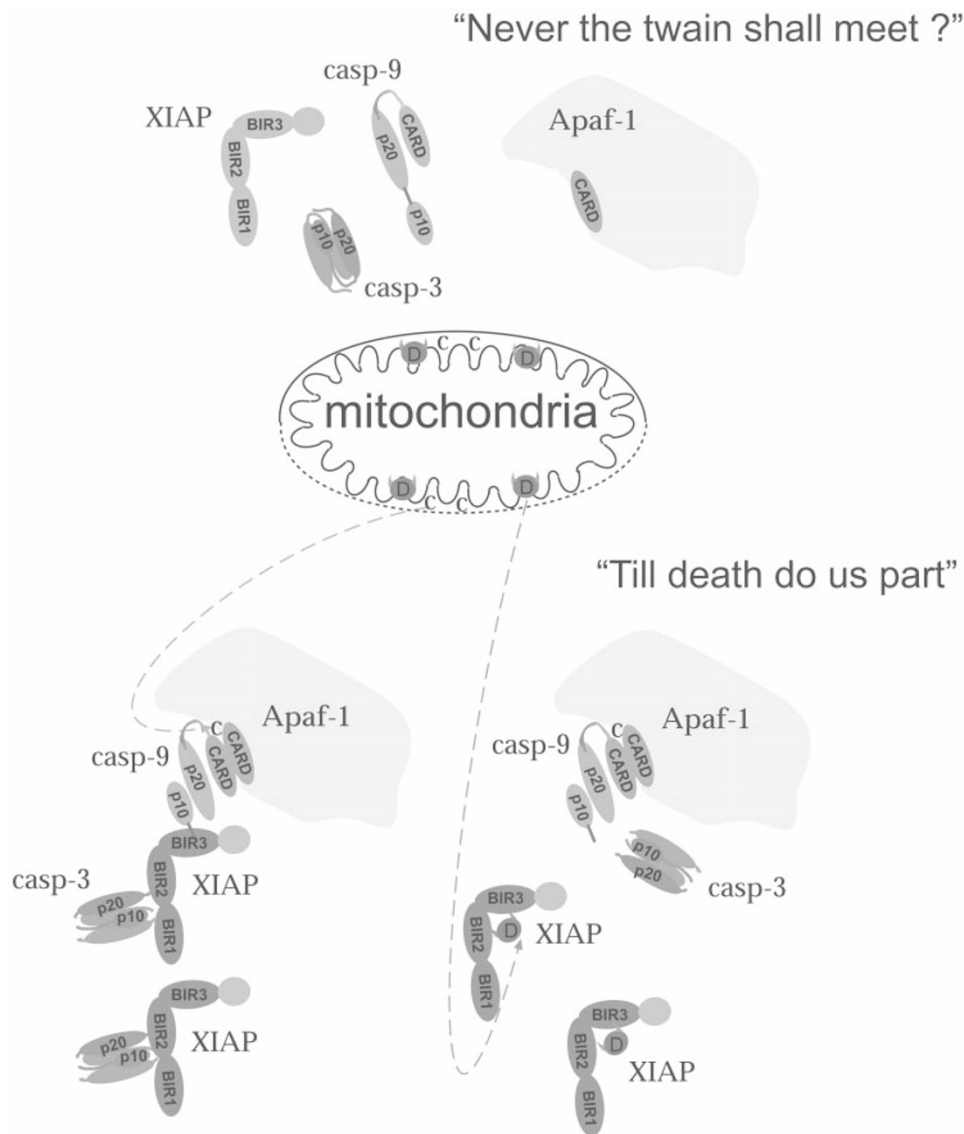 “Never the twain shall meet ?”
casp-9
XIAP
BIR3
BIR2
BIR1
p20
CARD
p10
Apaf-1
CARD
p10
p20
casp-3
D
C
C
D
mitochondria
D
C
C
D
“Till death do us part”
Apaf-1
casp-9
C
CARD
CARD
p20
p10
BIR3
casp-3
BIR2
XIAP
p20
p10
BIR1
BIR3
BIR2
XIAP
p20
p10
BIR1
Apaf-1
casp-9
C
CARD
CARD
p20
p10
p10
p20
casp-3
BIR3
BIR2
D
XIAP
BIR1
BIR3
BIR2
D
XIAP
BIR1